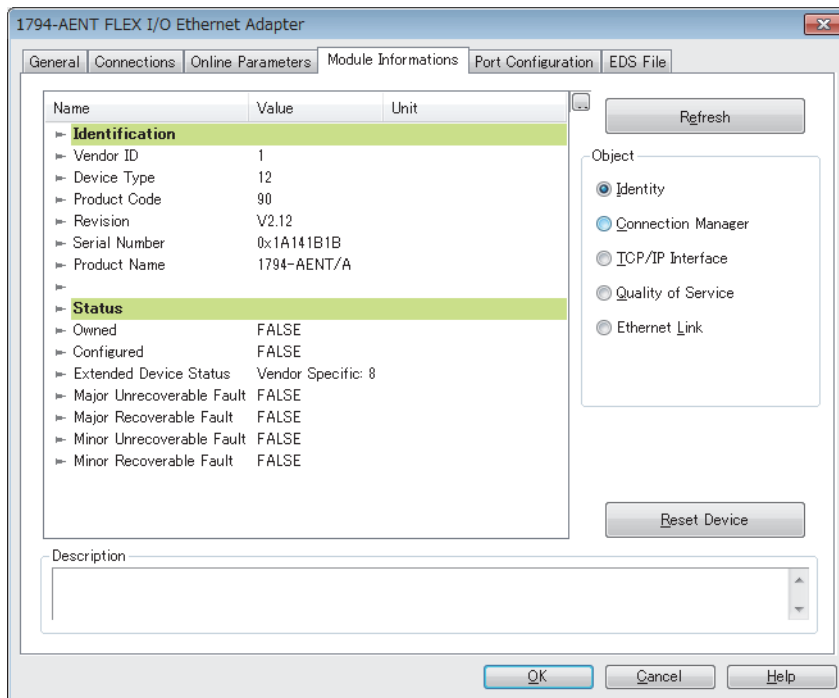 1794-AENT FLEX I/O Ethernet Adapter
General Connections Online Parameters Module Informations Port Configuration EDS File
Name Value Unit
Identification
Vendor ID 1
Device Type 12
Product Code 90
Revision V2.12
Serial Number 0x1A141B1B
Product Name 1794-AENT/A
Status
Owned FALSE
Configured FALSE
Extended Device Status Vendor Specific: 8
Major Unrecoverable Fault FALSE
Major Recoverable Fault FALSE
Minor Unrecoverable Fault FALSE
Minor Recoverable Fault FALSE
...
Refresh
Object
Identity
Connection Manager
TCP/IP Interface
Quality of Service
Ethernet Link
Reset Device
Description
OK Cancel Help